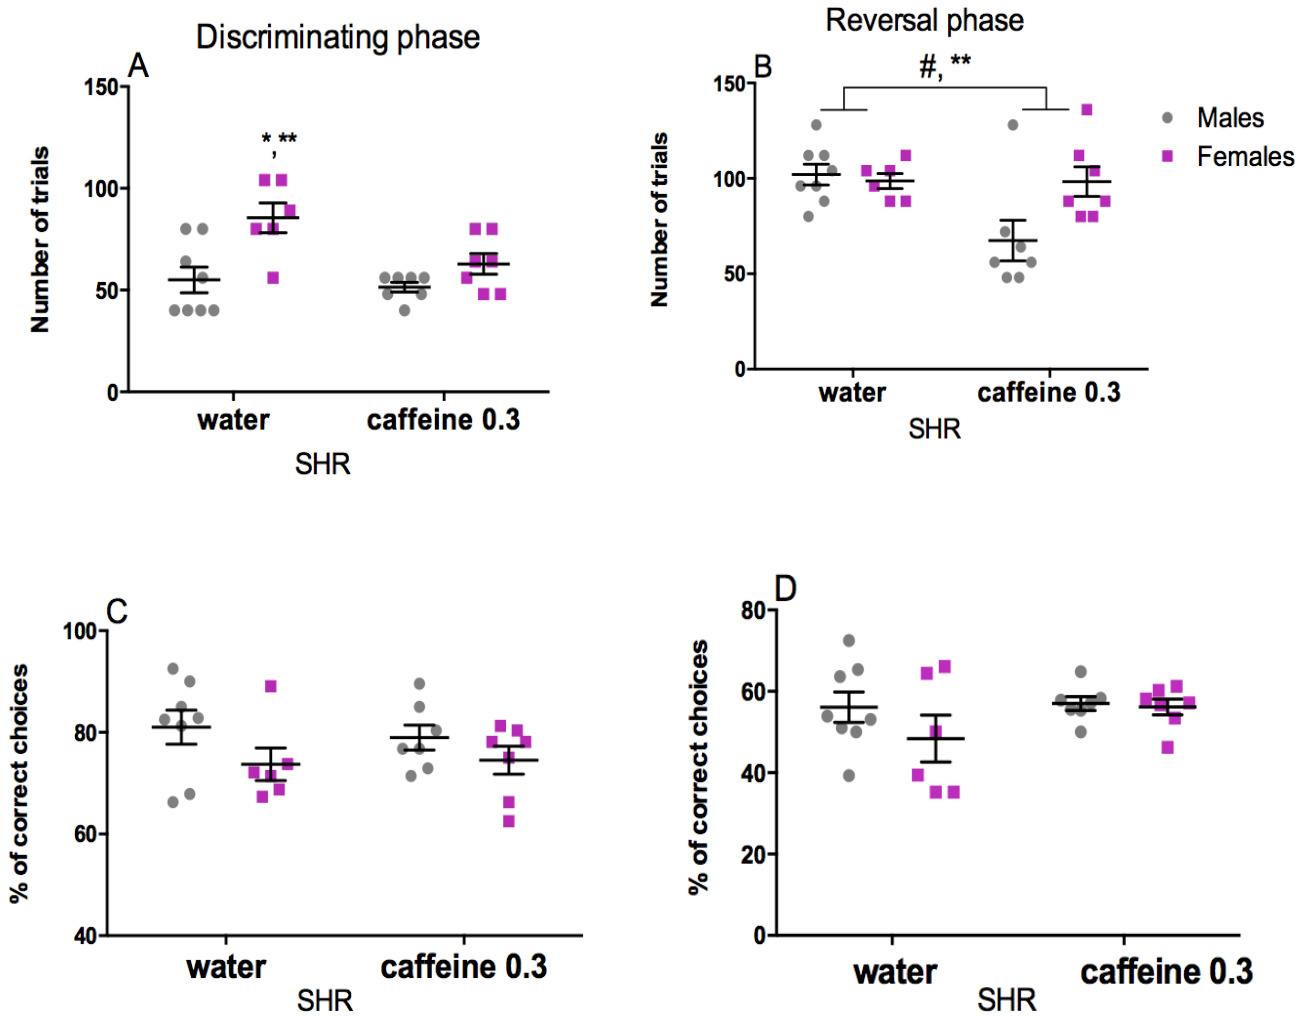 Discriminating phase
A
150
100
50
0
Number of trials
*,**
water
caffeine 0.3
SHR
Reversal phase
B
150
100
50
0
Number of trials
#, **
water
caffeine 0.3
SHR
Males
Females
C
100
80
60
40
% of correct choices
water
caffeine 0.3
SHR
D
80
60
40
20
0
% of correct choices
water
caffeine 0.3
SHR